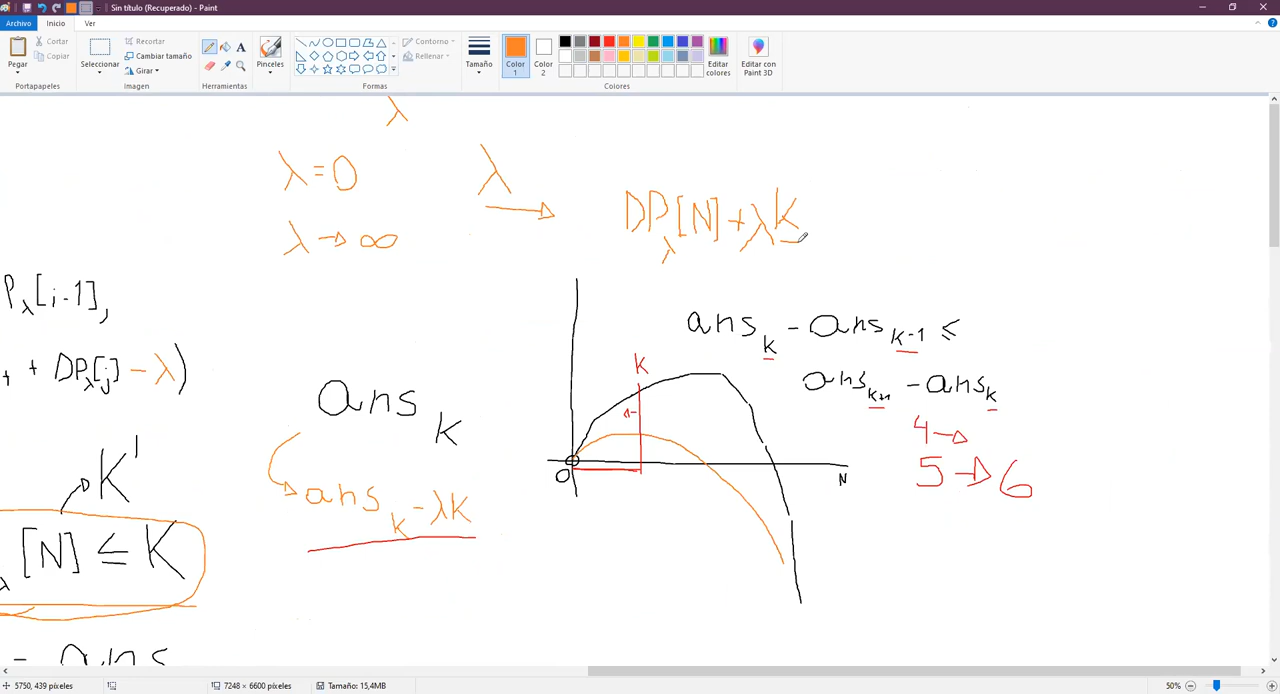 Sin título (Recuperado) - Paint
Archivo Inicio Ver
Pegar
Cortar
Copiar
Portapapeles
Seleccionar
Recortar
Cambiar tamaño
Girar
Imagen
Herramientas
Pinceles
Contorno
Rellenar
Formas
Tamaño
Color 1
Color 2
Editar colores
Colores
Editar con Paint 3D
λ
λ = 0
λ
λ → ∞
DP_λ[N] + λK
P_λ[i-1],
+ DP_λ[j] - λ)
K'
[N] ≤ K
ans_K
ans_K - λK
K
O
N
ans_K - ans_{K-1} ≤
ans_{K+1} - ans_K
4 →
5 → 6
- ans
5750, 439 píxeles
7248 × 6600 píxeles
Tamaño: 15,4MB
50%